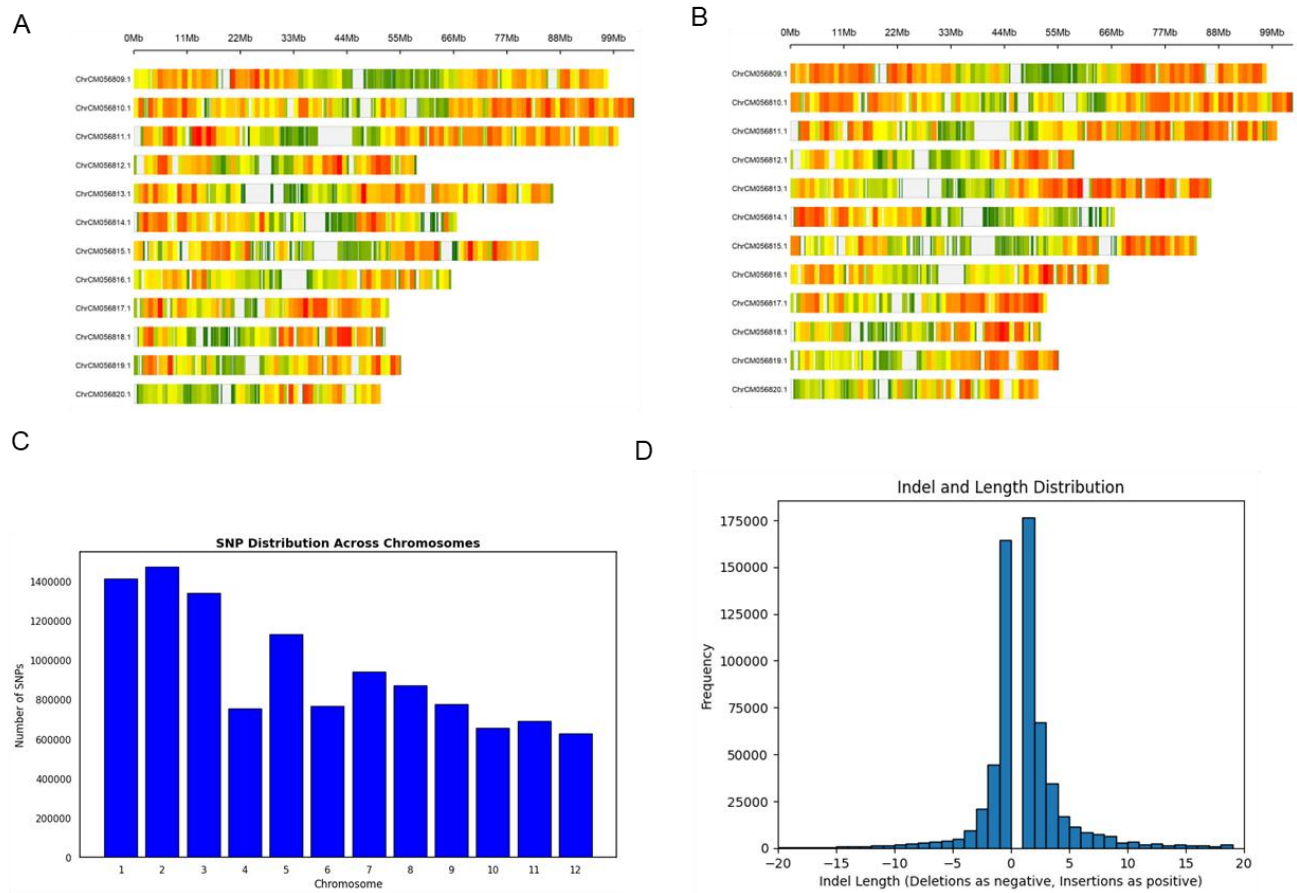 A
0Mb 11Mb 22Mb 33Mb 44Mb 55Mb 66Mb 77Mb 88Mb 99Mb
ChrCM056809.1
ChrCM056810.1
ChrCM056811.1
ChrCM056812.1
ChrCM056813.1
ChrCM056814.1
ChrCM056815.1
ChrCM056816.1
ChrCM056817.1
ChrCM056818.1
ChrCM056819.1
ChrCM056820.1
B
0Mb 11Mb 22Mb 33Mb 44Mb 55Mb 66Mb 77Mb 88Mb 99Mb
ChrCM056809.1
ChrCM056810.1
ChrCM056811.1
ChrCM056812.1
ChrCM056813.1
ChrCM056814.1
ChrCM056815.1
ChrCM056816.1
ChrCM056817.1
ChrCM056818.1
ChrCM056819.1
ChrCM056820.1
C
SNP Distribution Across Chromosomes
Number of SNPs
1400000
1200000
1000000
800000
600000
400000
200000
0
1 2 3 4 5 6 7 8 9 10 11 12
Chromosome
D
Indel and Length Distribution
Frequency
175000
150000
125000
100000
75000
50000
25000
0
−20 −15 −10 −5 0 5 10 15 20
Indel Length (Deletions as negative, Insertions as positive)